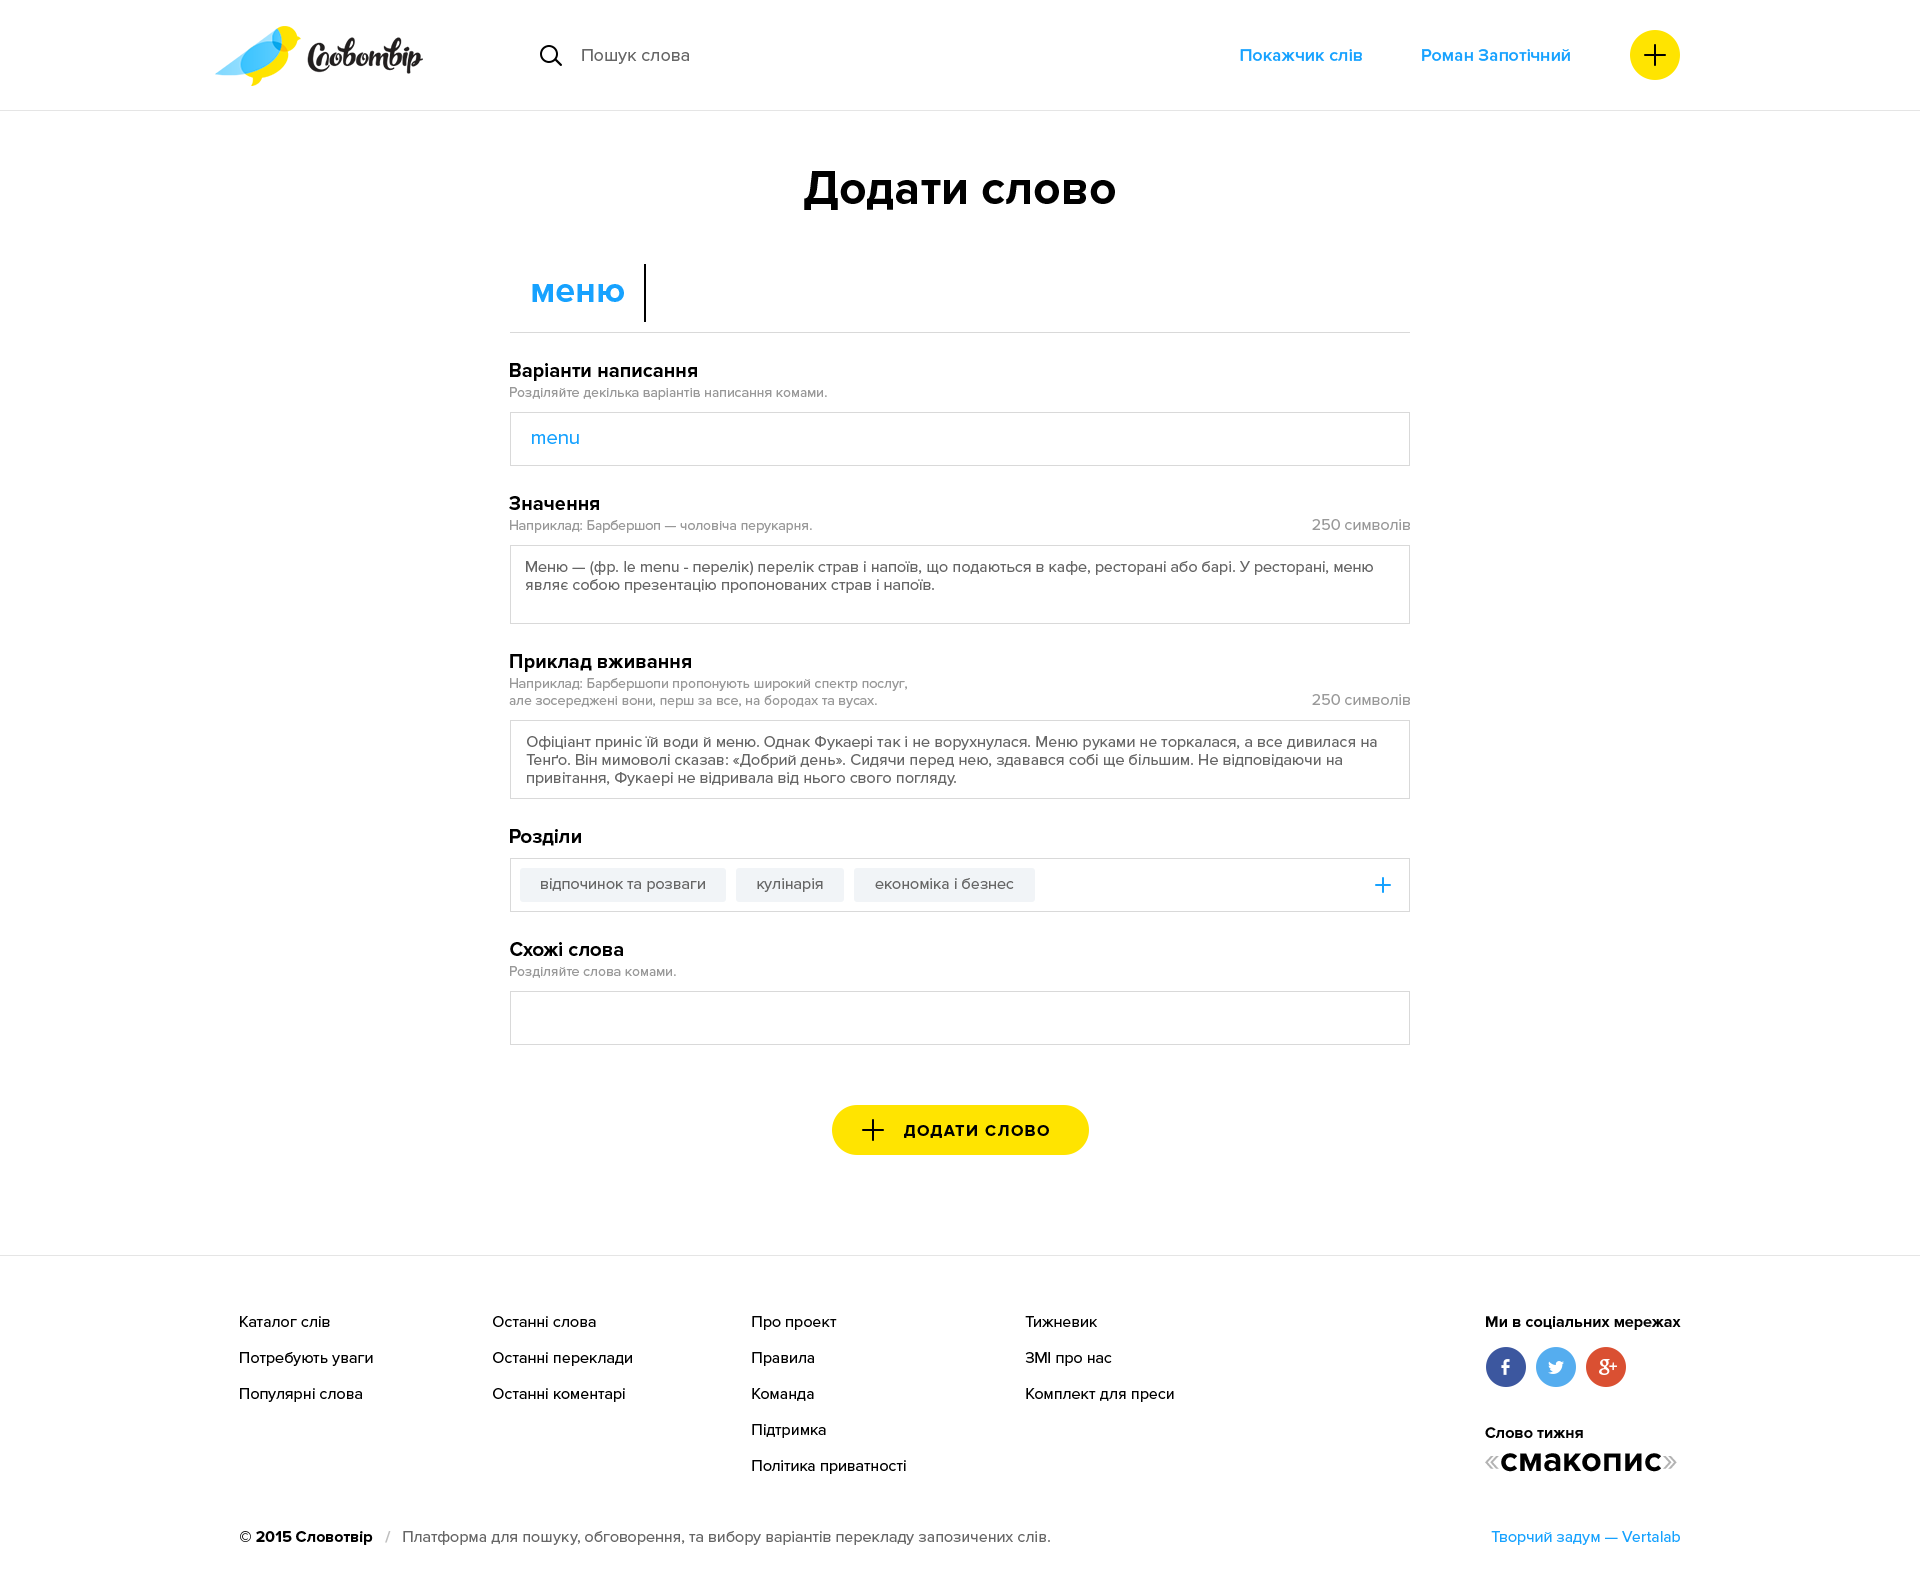 Словотвір
Пошук слова
Покажчик слів
Роман Запотічний
Додати слово
меню
Варіанти написання
Розділяйте декілька варіантів написання комами.
menu
Значення
Наприклад: Барбершоп — чоловіча перукарня.
250 символів
Меню — (фр. le menu - перелік) перелік страв і напоїв, що подаються в кафе, ресторані або барі. У ресторані, меню
являє собою презентацію пропонованих страв і напоїв.
Приклад вживання
Наприклад: Барбершопи пропонують широкий спектр послуг,
але зосереджені вони, перш за все, на бородах та вусах.
250 символів
Офіціант приніс їй води й меню. Однак Фукаері так і не ворухнулася. Меню руками не торкалася, а все дивилася на
Тенґо. Він мимоволі сказав: «Добрий день». Сидячи перед нею, здавався собі ще більшим. Не відповідаючи на
привітання, Фукаері не відривала від нього свого погляду.
Розділи
відпочинок та розваги
кулінарія
економіка і безнес
Схожі слова
Розділяйте слова комами.
ДОДАТИ СЛОВО
Каталог слів
Потребують уваги
Популярні слова
Останні слова
Останні переклади
Останні коментарі
Про проект
Правила
Команда
Підтримка
Політика приватності
Тижневик
ЗМІ про нас
Комплект для преси
Ми в соціальних мережах
f
g+
Слово тижня
«смакопис»
© 2015 Словотвір / Платформа для пошуку, обговорення, та вибору варіантів перекладу запозичених слів.
Творчий задум — Vertalab